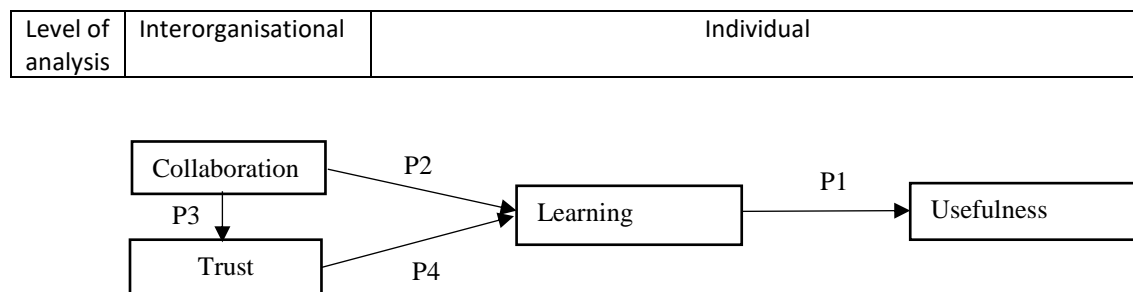 Level of analysis
Interorganisational
Individual
Collaboration
P2
P1
P3
Learning
Usefulness
Trust
P4